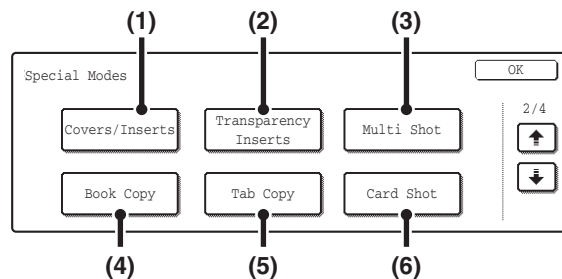 (1) (2) (3)
Special Modes OK
2/4
Covers/Inserts Transparency Inserts Multi Shot
Book Copy Tab Copy Card Shot
(4) (5) (6)